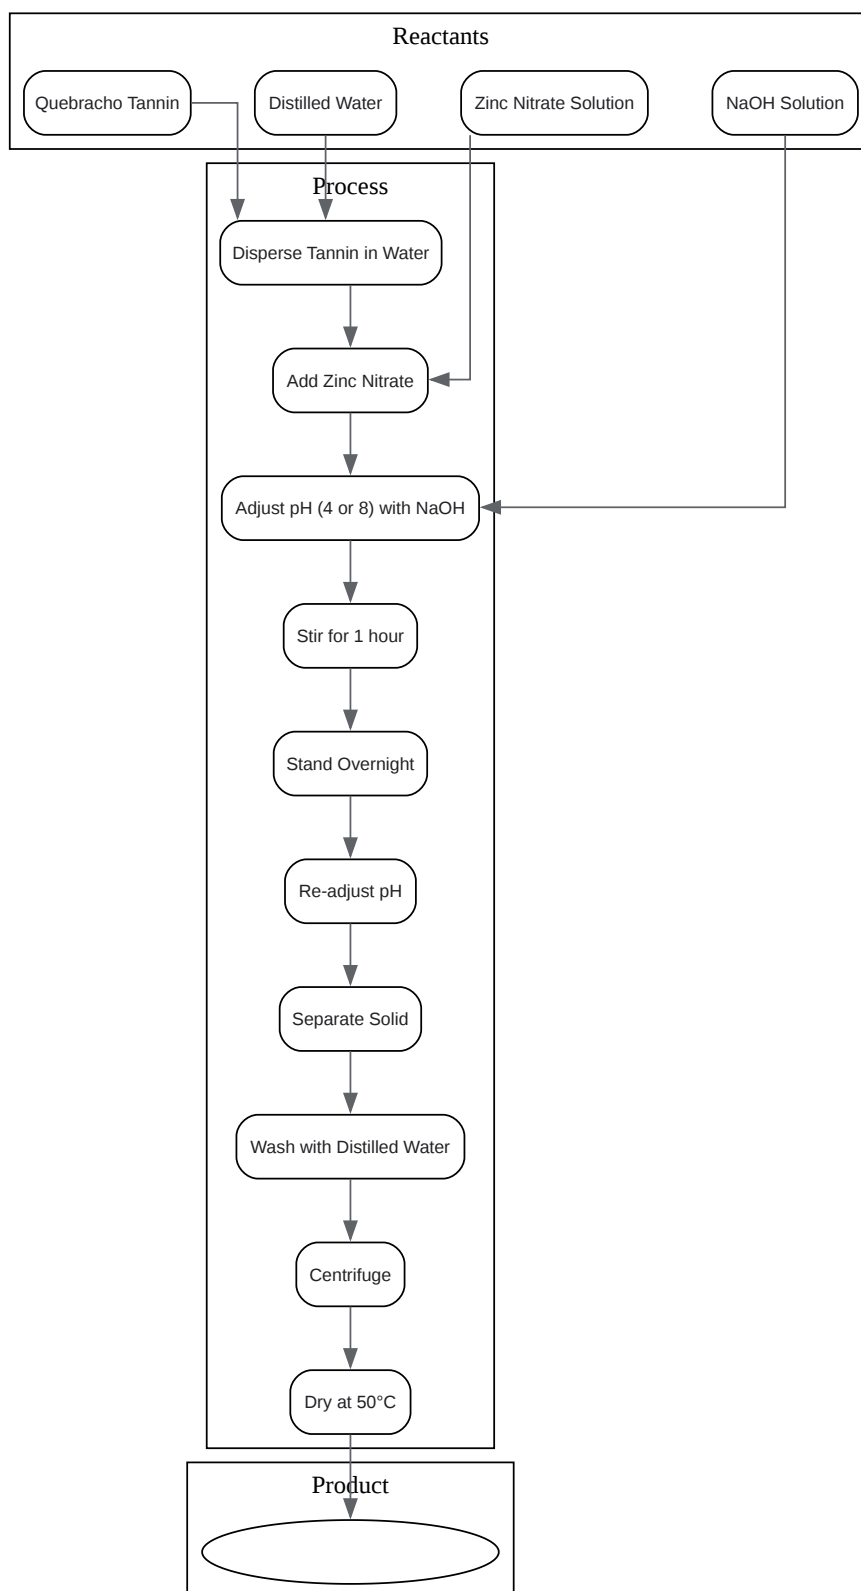 Reactants
Quebracho Tannin
Distilled Water
Zinc Nitrate Solution
NaOH Solution
Process
Disperse Tannin in Water
Add Zinc Nitrate
Adjust pH (4 or 8) with NaOH
Stir for 1 hour
Stand Overnight
Re-adjust pH
Separate Solid
Wash with Distilled Water
Centrifuge
Dry at 50°C
Product